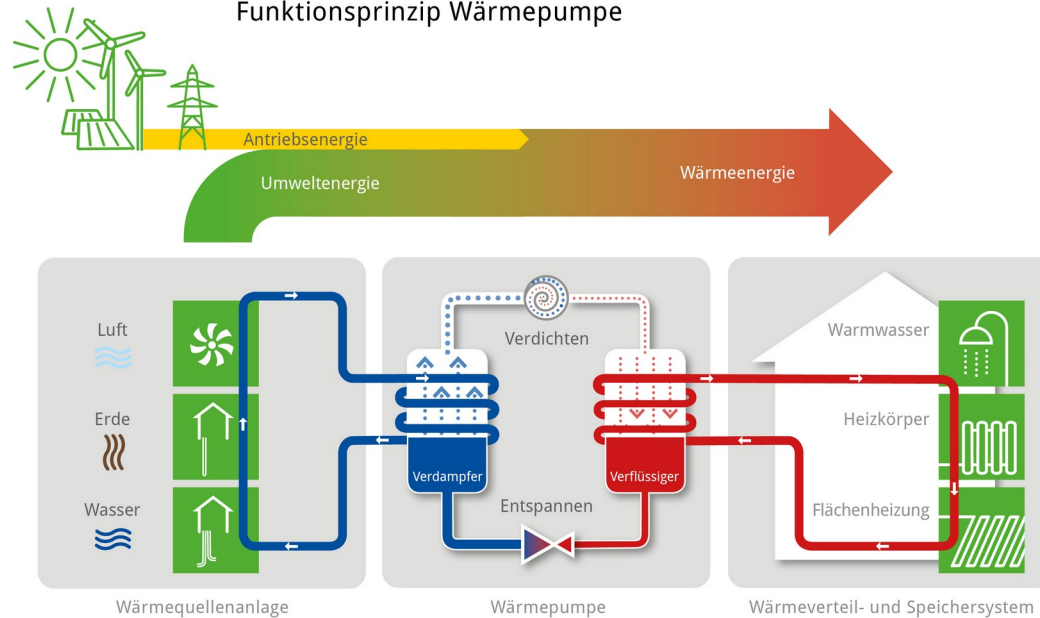 Funktionsprinzip Wärmepumpe
Antriebsenergie
Umweltenergie
Wärmeenergie
Luft
Erde
Wasser
Verdichten
Verdampfer
Verflüssiger
Entspannen
Warmwasser
Heizkörper
Flächenheizung
Wärmequellenanlage
Wärmepumpe
Wärmeverteil- und Speichersystem